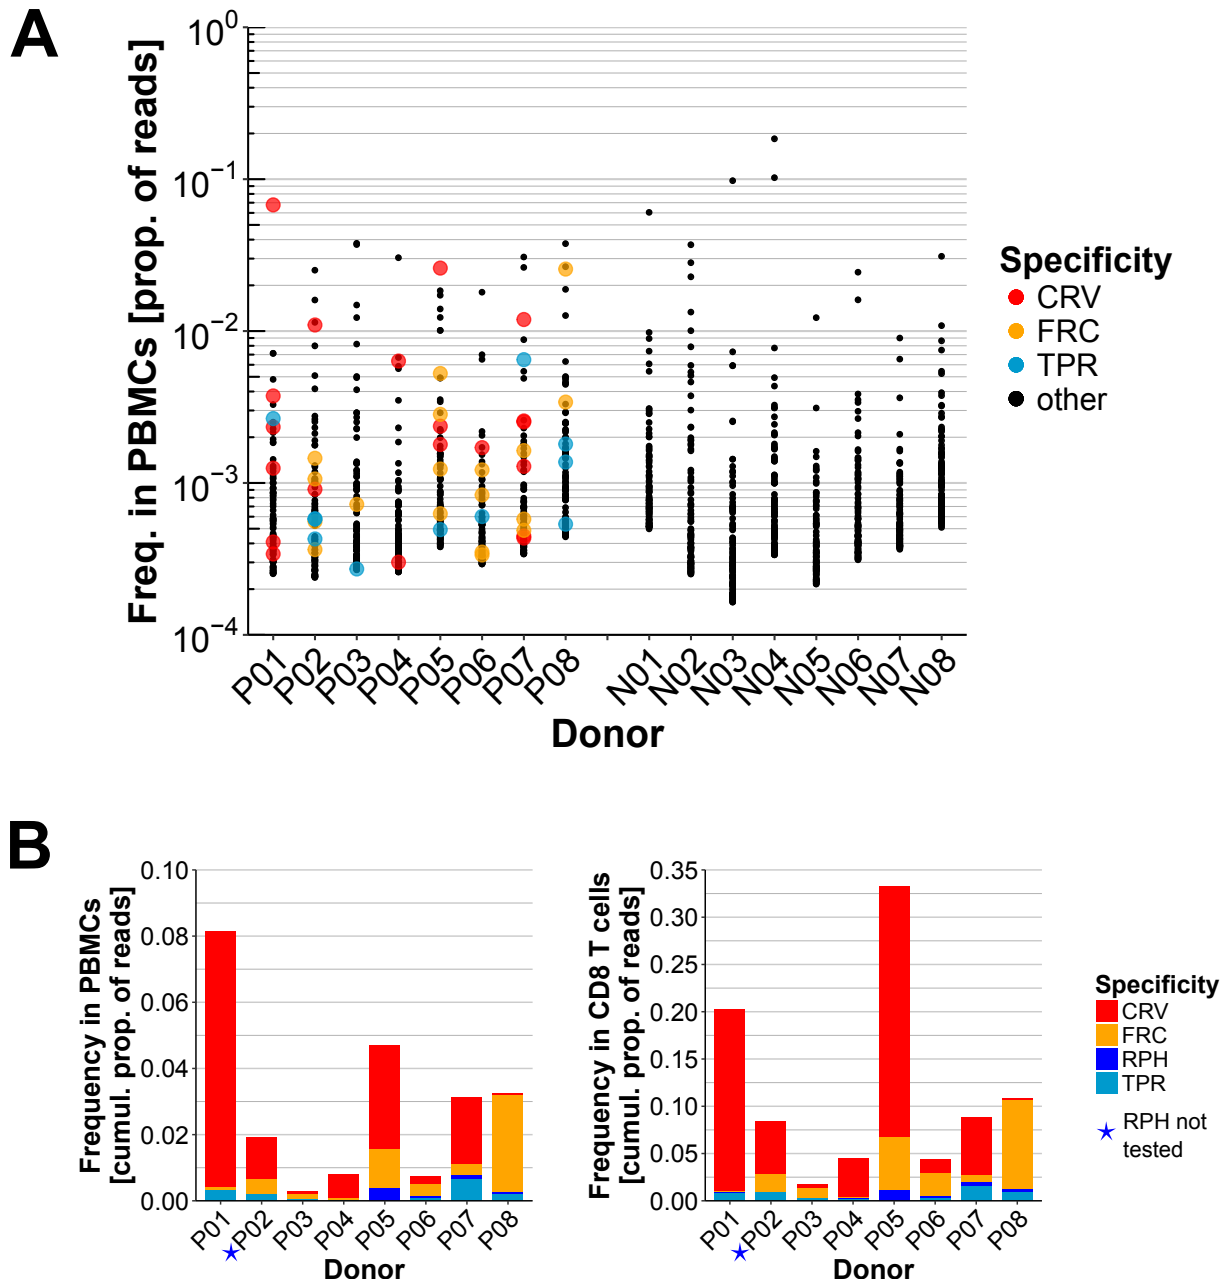 A
Freq. in PBMCs [prop. of reads]
10^0
10^-1
10^-2
10^-3
10^-4
P01 P02 P03 P04 P05 P06 P07 P08 N01 N02 N03 N04 N05 N06 N07 N08
Donor
Specificity
CRV
FRC
TPR
other
B
Frequency in PBMCs
[cumul. prop. of reads]
0.10
0.08
0.06
0.04
0.02
0.00
P01 P02 P03 P04 P05 P06 P07 P08
Donor
Frequency in CD8 T cells
[cumul. prop. of reads]
0.35
0.30
0.25
0.20
0.15
0.10
0.05
0.00
P01 P02 P03 P04 P05 P06 P07 P08
Donor
Specificity
CRV
FRC
RPH
TPR
RPH not
tested